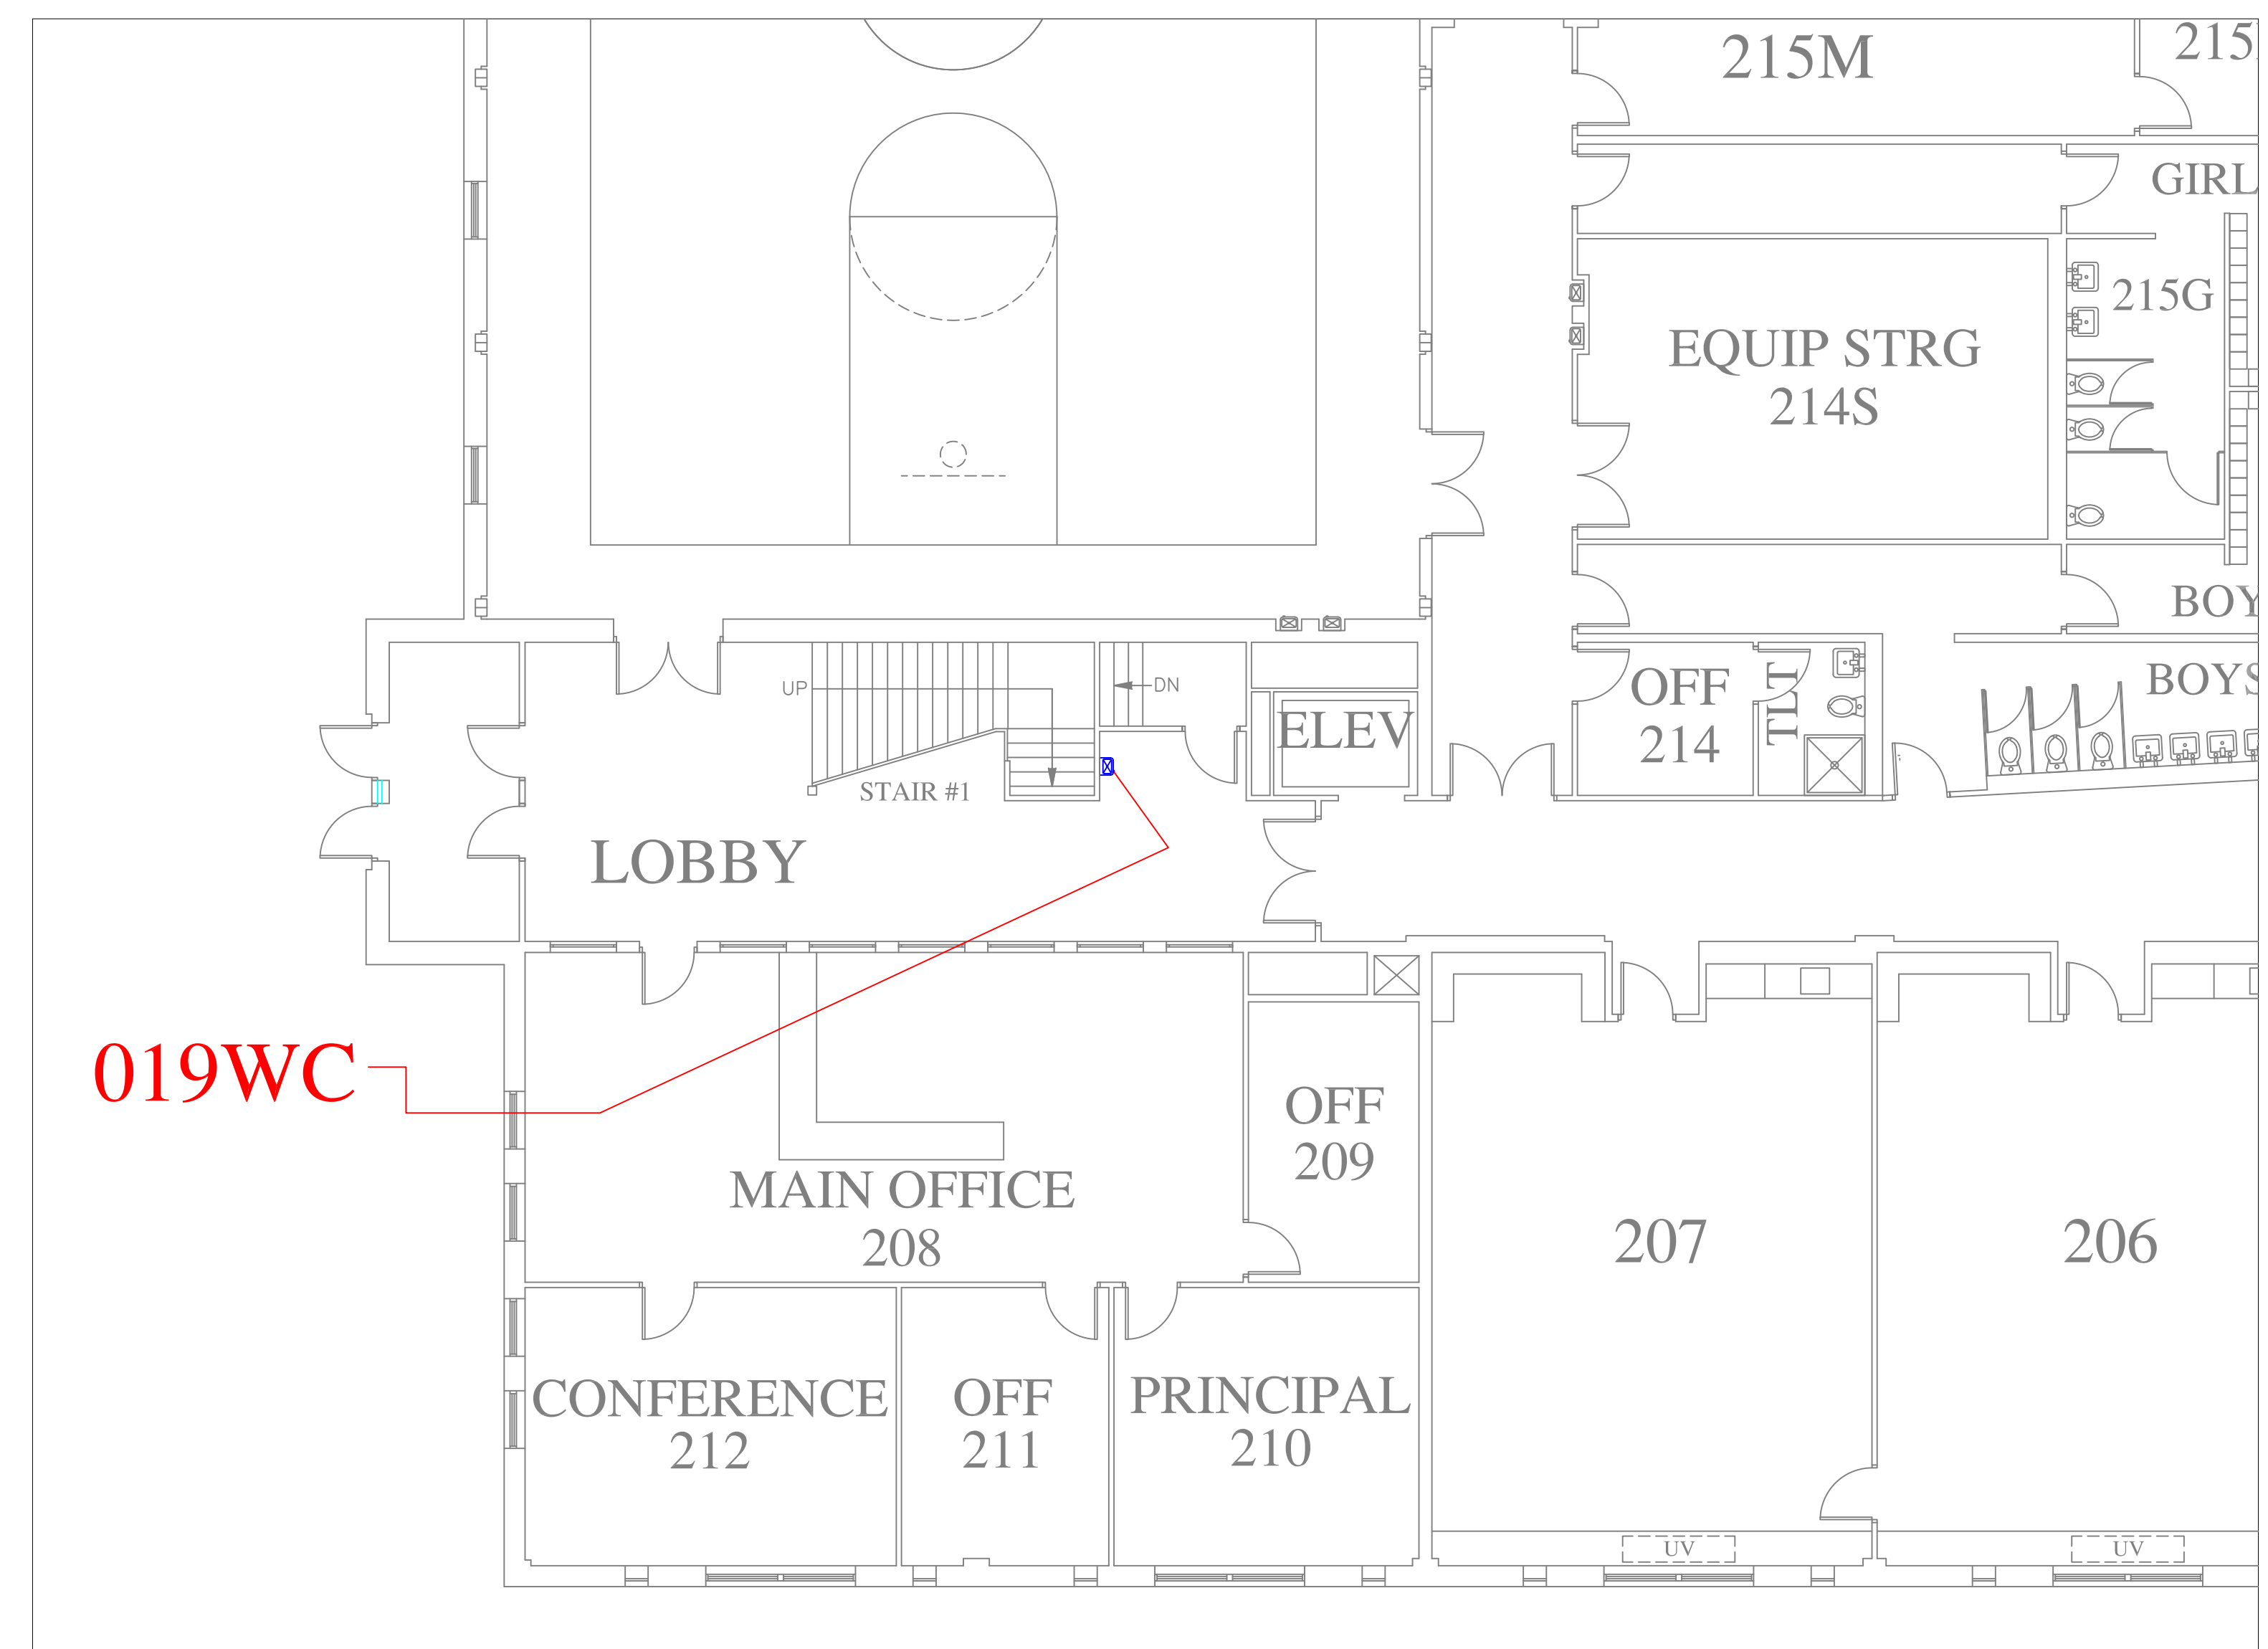 215M
215
GIRL
215G
EQUIP STRG
214S
BOY
OFF
214
TLT
BOYS
UP
DN
ELEV
STAIR #1
LOBBY
019WC
OFF
209
MAIN OFFICE
208
207
206
CONFERENCE
212
OFF
211
PRINCIPAL
210
UV
UV